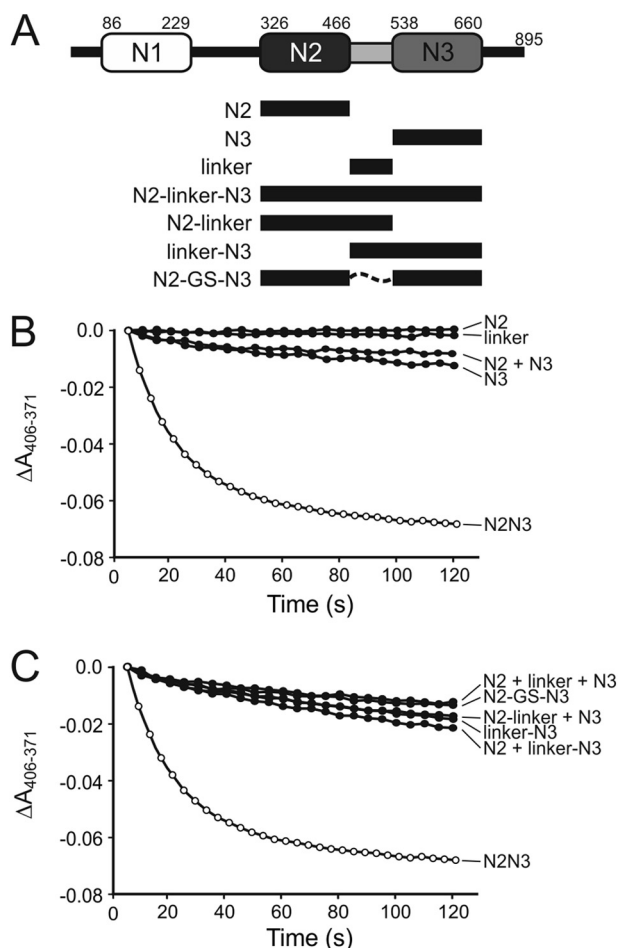 A
86 229 326 466 538 660
895
N1 N2 N3
N2
N3
linker
N2-linker-N3
N2-linker
linker-N3
N2-GS-N3
B
0.0
-0.02
-0.04
-0.06
-0.08
ΔA406-371
N2
linker
N2 + N3
N3
N2N3
0 20 40 60 80 100 120
Time (s)
C
0.0
-0.02
-0.04
-0.06
-0.08
ΔA406-371
N2 + linker + N3
N2-GS-N3
N2-linker + N3
linker-N3
N2 + linker-N3
N2N3
0 20 40 60 80 100 120
Time (s)